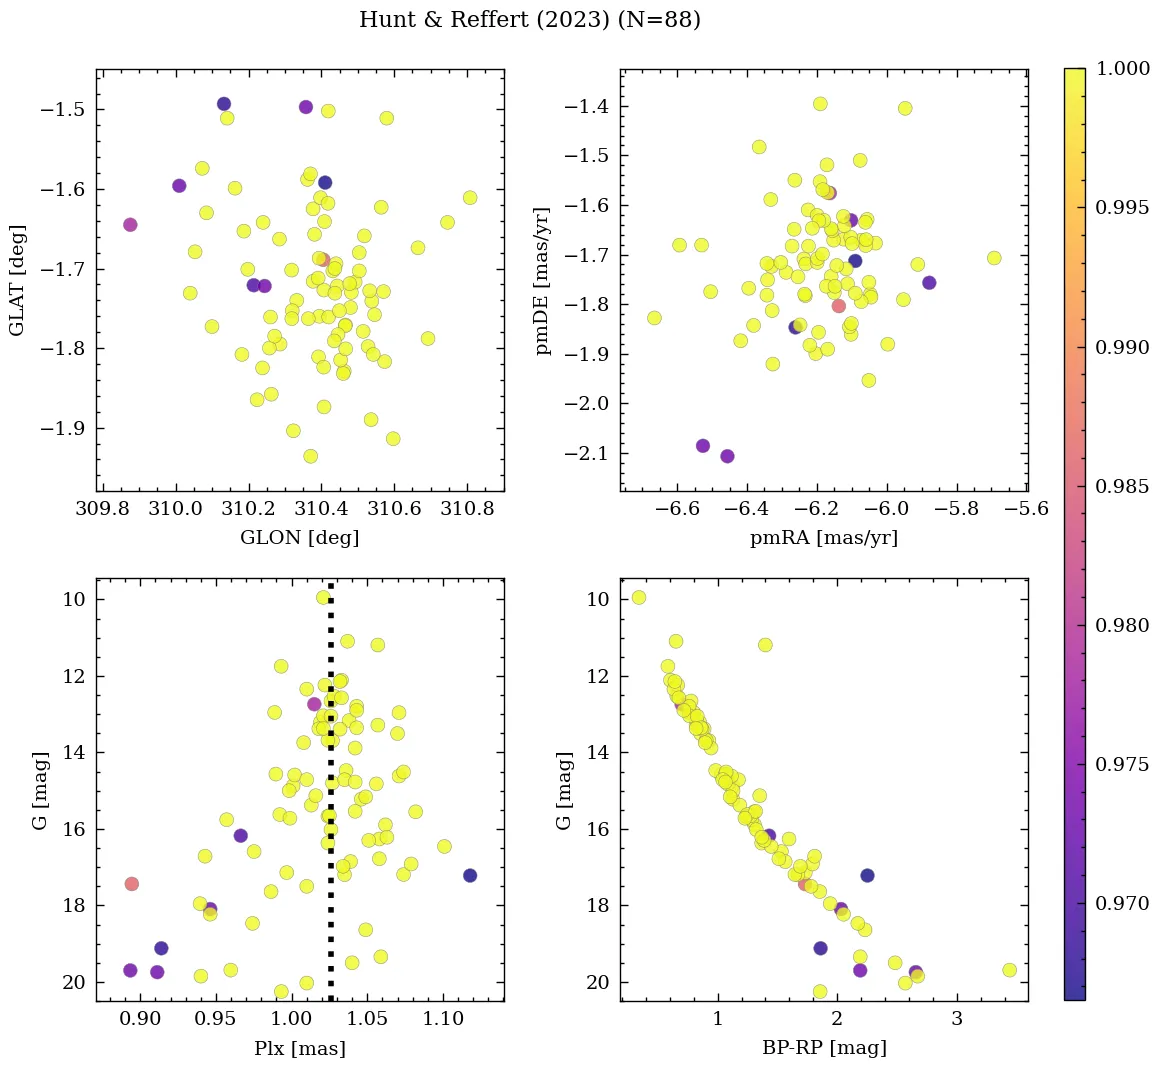 Hunt & Reffert (2023) (N=88)
−1.5
−1.6
−1.7
−1.8
−1.9
GLAT [deg]
309.8 310.0 310.2 310.4 310.6 310.8
GLON [deg]
−1.4
−1.5
−1.6
−1.7
−1.8
−1.9
−2.0
−2.1
pmDE [mas/yr]
−6.6 −6.4 −6.2 −6.0 −5.8 −5.6
pmRA [mas/yr]
10
12
14
16
18
20
G [mag]
0.90 0.95 1.00 1.05 1.10
Plx [mas]
10
12
14
16
18
20
G [mag]
1 2 3
BP-RP [mag]
1.000
0.995
0.990
0.985
0.980
0.975
0.970